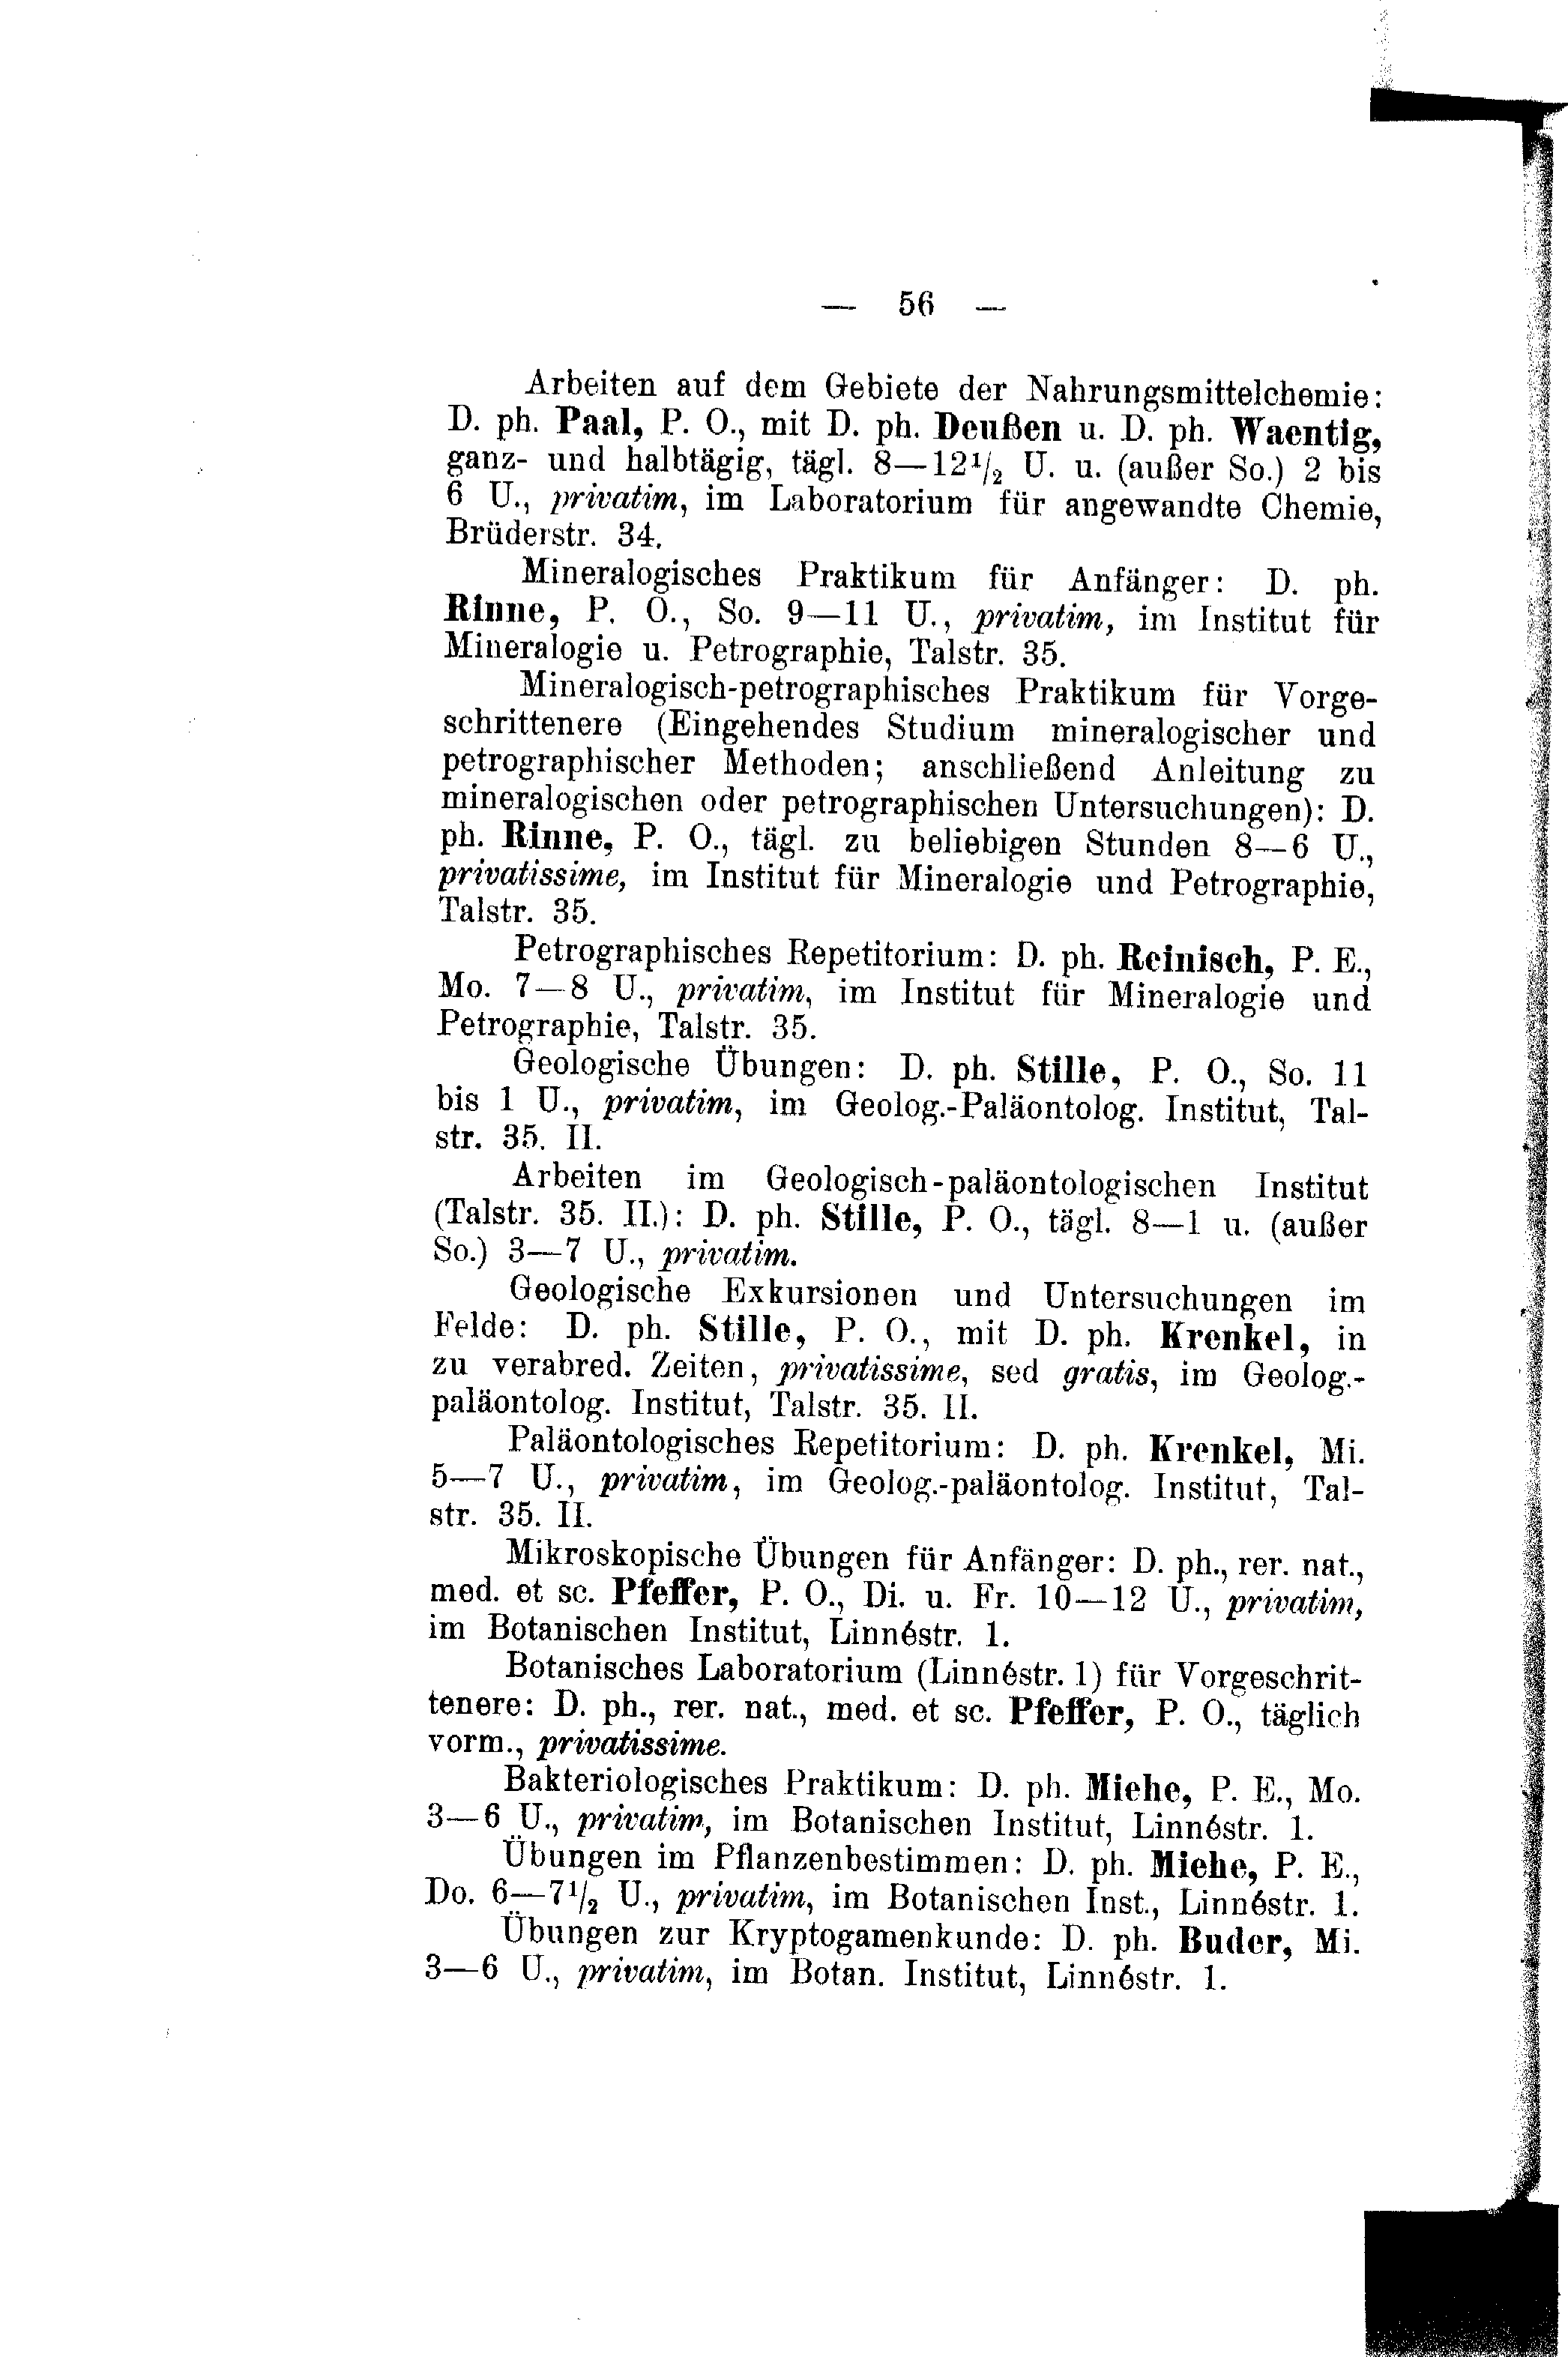 — 56 —
Arbeiten auf dem Gebiete der Nahrungsmittelchemie:
D. ph. Paal, P. O., mit D. ph. Deußen u. D. ph. Waentig,
ganz- und halbtägig, tägl. 8—12½ U. u. (außer So.) 2 bis
6 U., privatim, im Laboratorium für angewandte Chemie,
Brüderstr. 34.
Mineralogisches Praktikum für Anfänger: D. ph.
Rinne, P. O., So. 9—11 U., privatim, im Institut für
Mineralogie u. Petrographie, Talstr. 35.
Mineralogisch-petrographisches Praktikum für Vorge-
schrittenere (Eingehendes Studium mineralogischer und
petrographischer Methoden; anschließend Anleitung zu
mineralogischen oder petrographischen Untersuchungen): D.
ph. Rinne, P. O., tägl. zu beliebigen Stunden 8—6 U.,
privatissime, im Institut für Mineralogie und Petrographie,
Talstr. 35.
Petrographisches Repetitorium: D. ph. Reinisch, P. E.,
Mo. 7—8 U., privatim, im Institut für Mineralogie und
Petrographie, Talstr. 35.
Geologische Übungen: D. ph. Stille, P. O., So. 11
bis 1 U., privatim, im Geolog.-Paläontolog. Institut, Tal-
str. 35. II.
Arbeiten im Geologisch-paläontologischen Institut
(Talstr. 35. II.): D. ph. Stille, P. O., tägl. 8—1 u. (außer
So.) 3—7 U., privatim.
Geologische Exkursionen und Untersuchungen im
Felde: D. ph. Stille, P. O., mit D. ph. Krenkel, in
zu verabred. Zeiten, privatissime, sed gratis, im Geolog.-
paläontolog. Institut, Talstr. 35. II.
Paläontologisches Repetitorium: D. ph. Krenkel, Mi.
5—7 U., privatim, im Geolog.-paläontolog. Institut, Tal-
str. 35. II.
Mikroskopische Übungen für Anfänger: D. ph., rer. nat.,
med. et sc. Pfeffer, P. O., Di. u. Fr. 10—12 U., privatim,
im Botanischen Institut, Linnéstr. 1.
Botanisches Laboratorium (Linnéstr. 1) für Vorgeschrit-
tenere: D. ph., rer. nat., med. et sc. Pfeffer, P. O., täglich
vorm., privatissime.
Bakteriologisches Praktikum: D. ph. Miehe, P. E., Mo.
3—6 U., privatim, im Botanischen Institut, Linnéstr. 1.
Übungen im Pflanzenbestimmen: D. ph. Miehe, P. E.,
Do. 6—7½ U., privatim, im Botanischen Inst., Linnéstr. 1.
Übungen zur Kryptogamenkunde: D. ph. Buder, Mi.
3—6 U., privatim, im Botan. Institut, Linnéstr. 1.